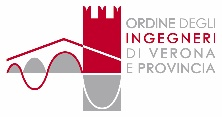 ORDINE DEGLI
INGEGNERI
DI VERONA
E PROVINCIA